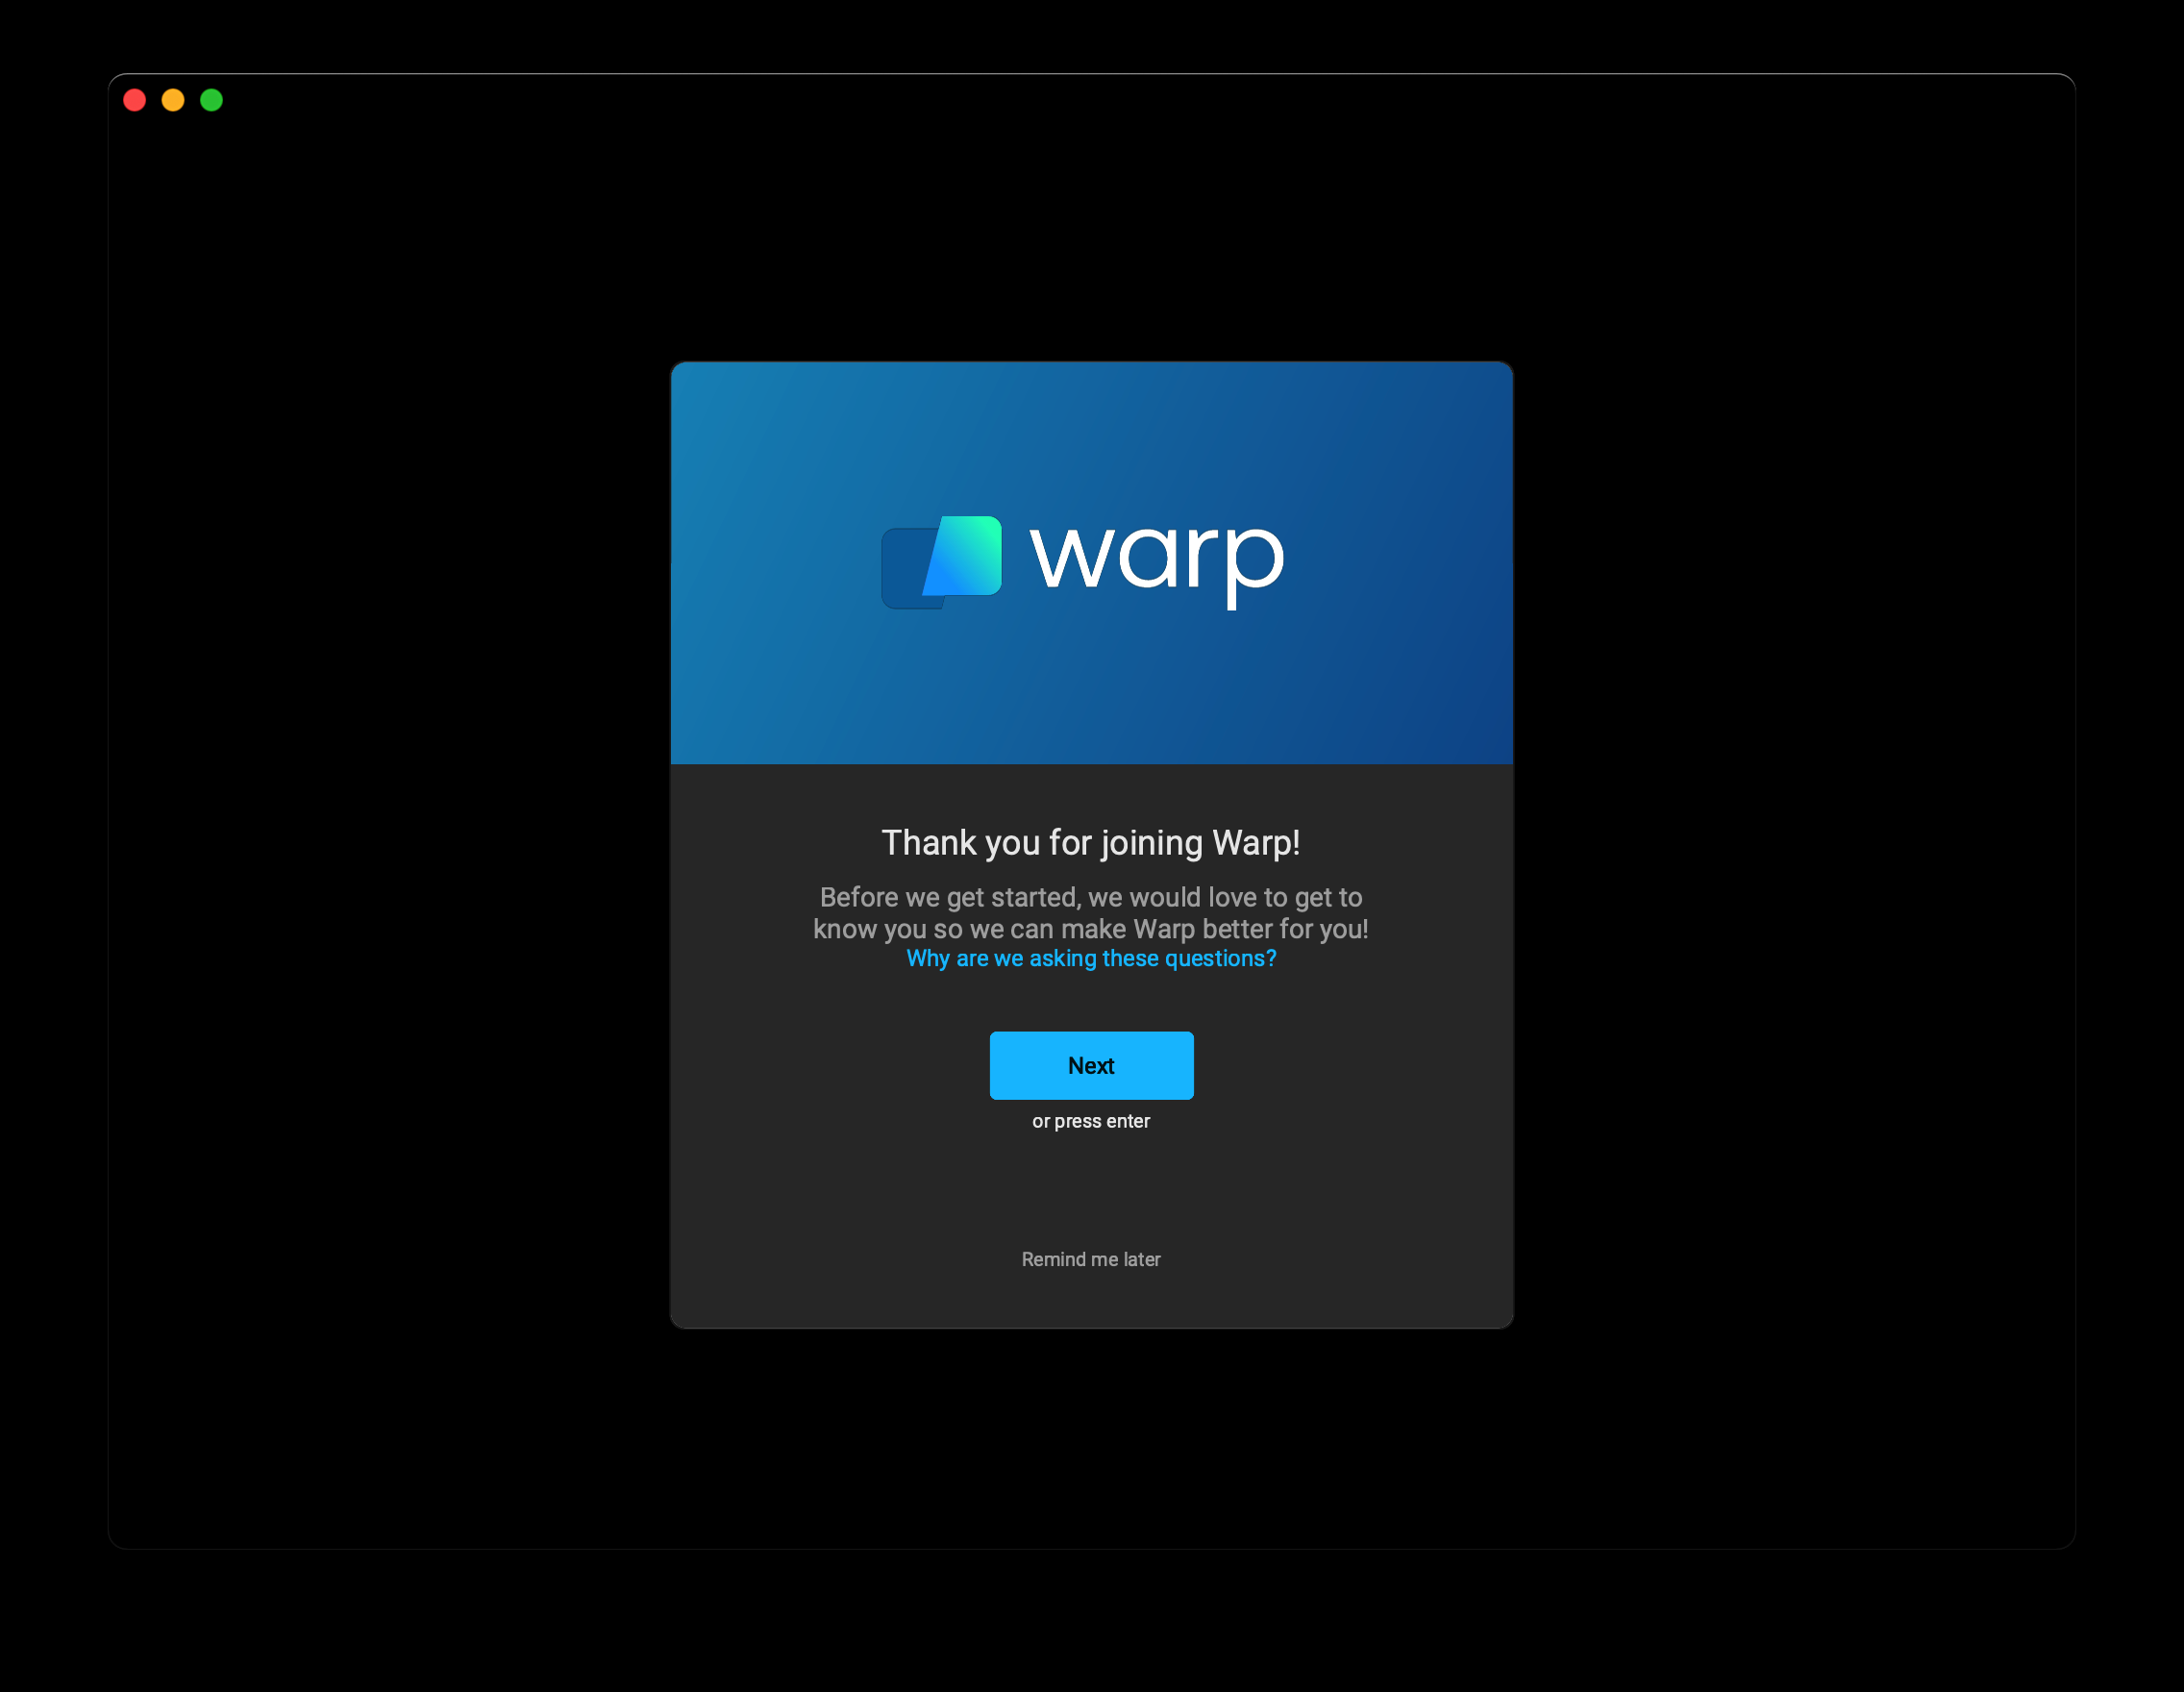 warp
Thank you for joining Warp!
Before we get started, we would love to get to
know you so we can make Warp better for you!
Why are we asking these questions?
Next
or press enter
Remind me later